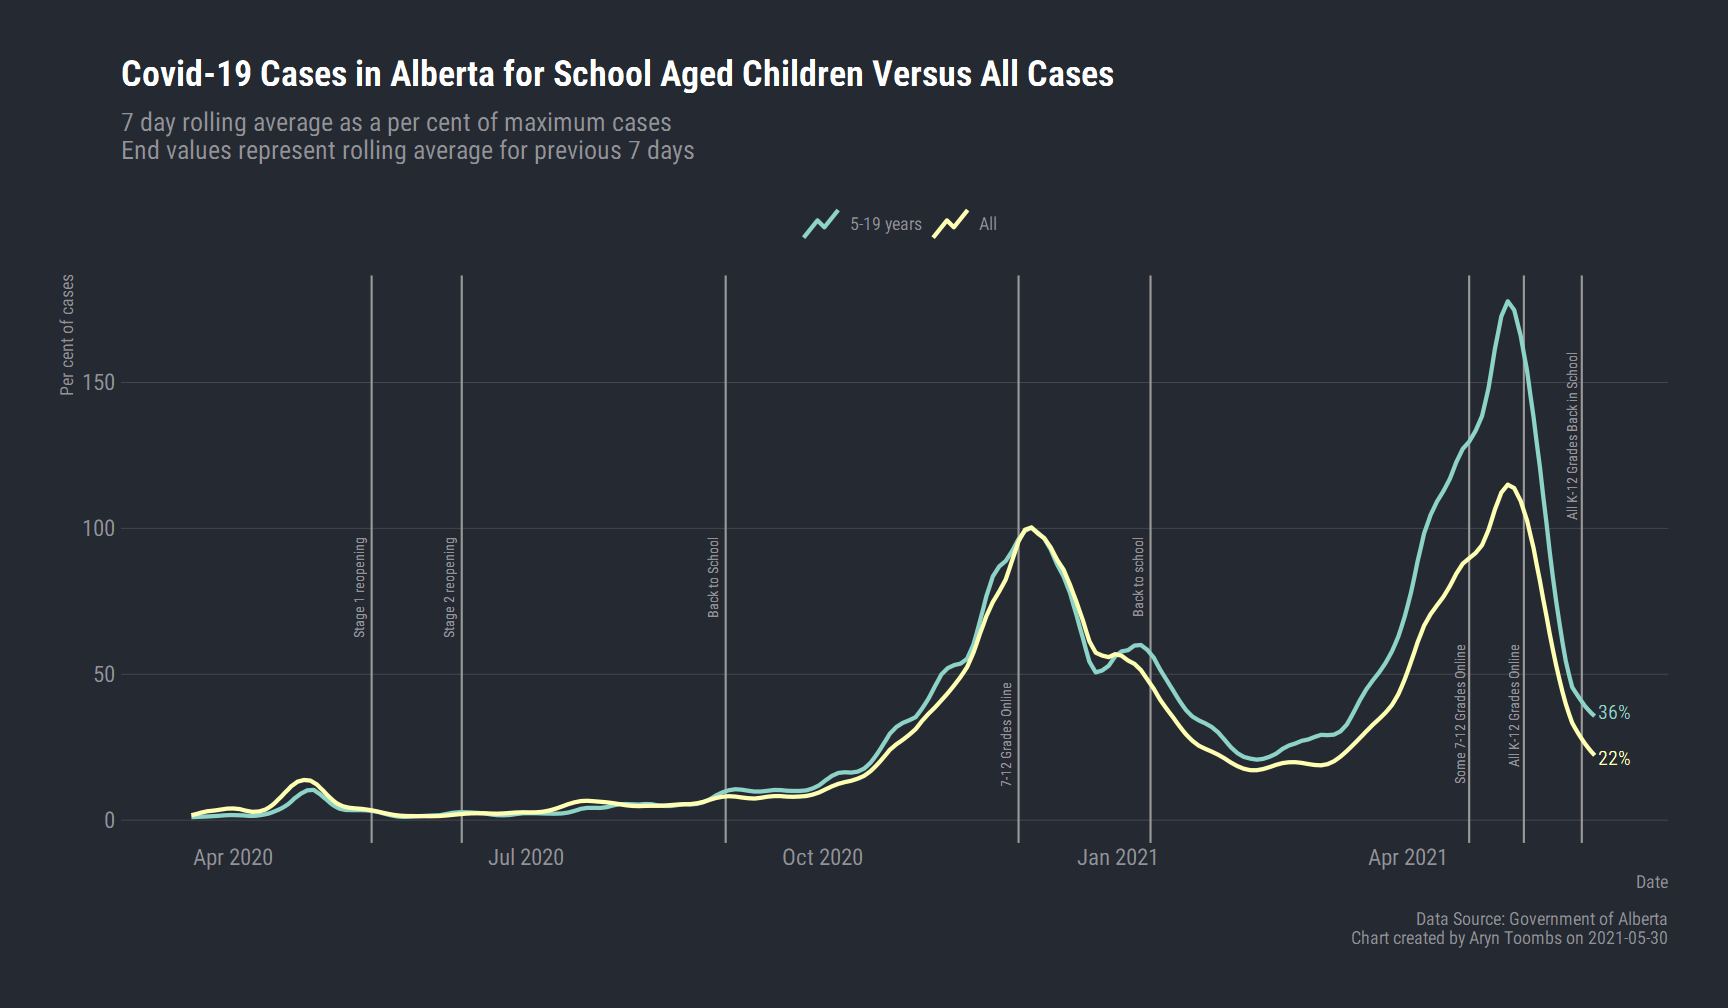 Covid-19 Cases in Alberta for School Aged Children Versus All Cases
7 day rolling average as a per cent of maximum cases
End values represent rolling average for previous 7 days
5-19 years
All
Per cent of cases
150
100
50
0
Stage 1 reopening
Stage 2 reopening
Back to School
7-12 Grades Online
Back to school
Some 7-12 Grades Online
All K-12 Grades Online
All K-12 Grades Back in School
36%
22%
Apr 2020
Jul 2020
Oct 2020
Jan 2021
Apr 2021
Date
Data Source: Government of Alberta
Chart created by Aryn Toombs on 2021-05-30